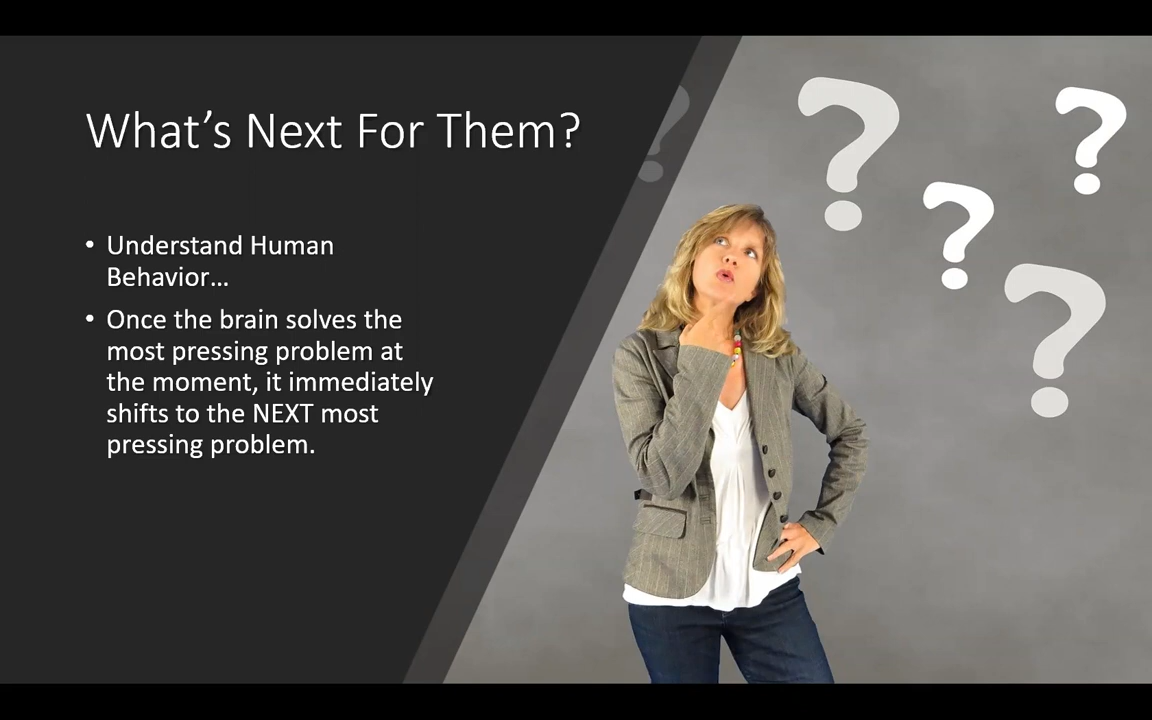 What’s Next For Them?
• Understand Human
Behavior…
• Once the brain solves the
most pressing problem at
the moment, it immediately
shifts to the NEXT most
pressing problem.
? ? ? ? ?